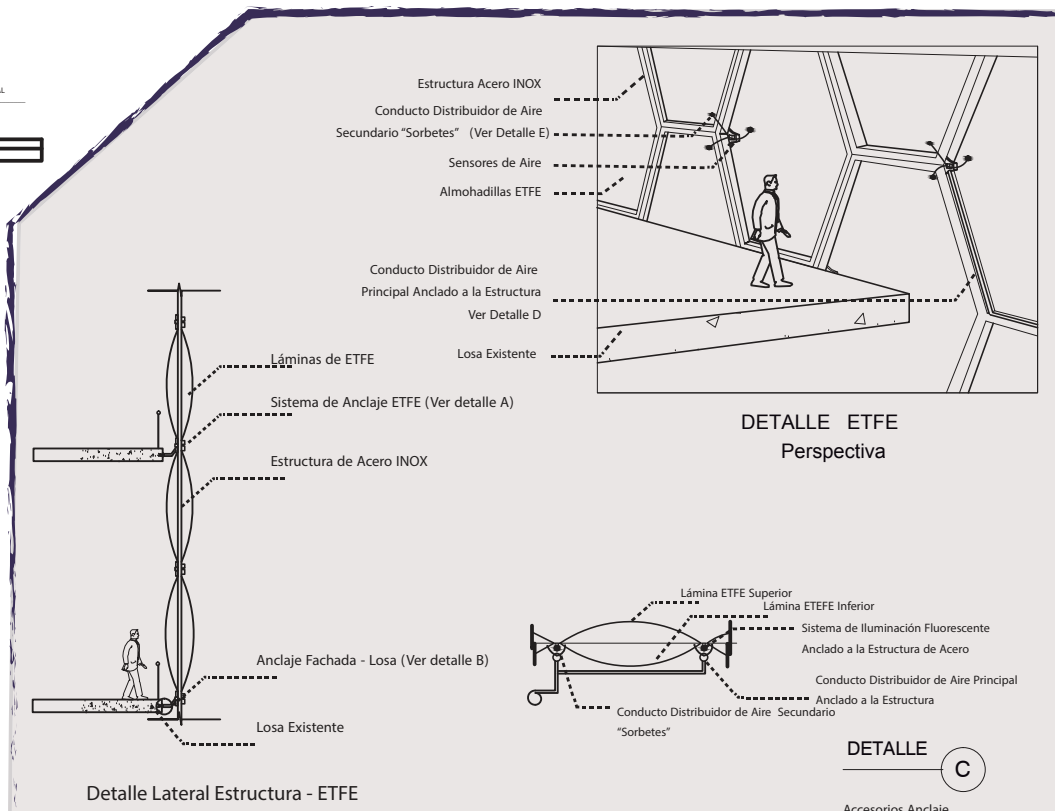 Estructura Acero INOX
Conducto Distribuidor de Aire
Secundario "Sorbetes" (Ver Detalle E)
Sensores de Aire
Almohadillas ETFE
Conducto Distribuidor de Aire
Principal Anclado a la Estructura
Ver Detalle D
Losa Existente
DETALLE ETFE
Perspectiva
Láminas de ETFE
Sistema de Anclaje ETFE (Ver detalle A)
Estructura de Acero INOX
Anclaje Fachada - Losa (Ver detalle B)
Losa Existente
Detalle Lateral Estructura - ETFE
Lámina ETFE Superior
Lámina ETEFE Inferior
Sistema de Iluminación Fluorescente
Anclado a la Estructura de Acero
Conducto Distribuidor de Aire Principal
Anclado a la Estructura
Conducto Distribuidor de Aire Secundario
"Sorbetes"
DETALLE
C
Accesorios Anclaje